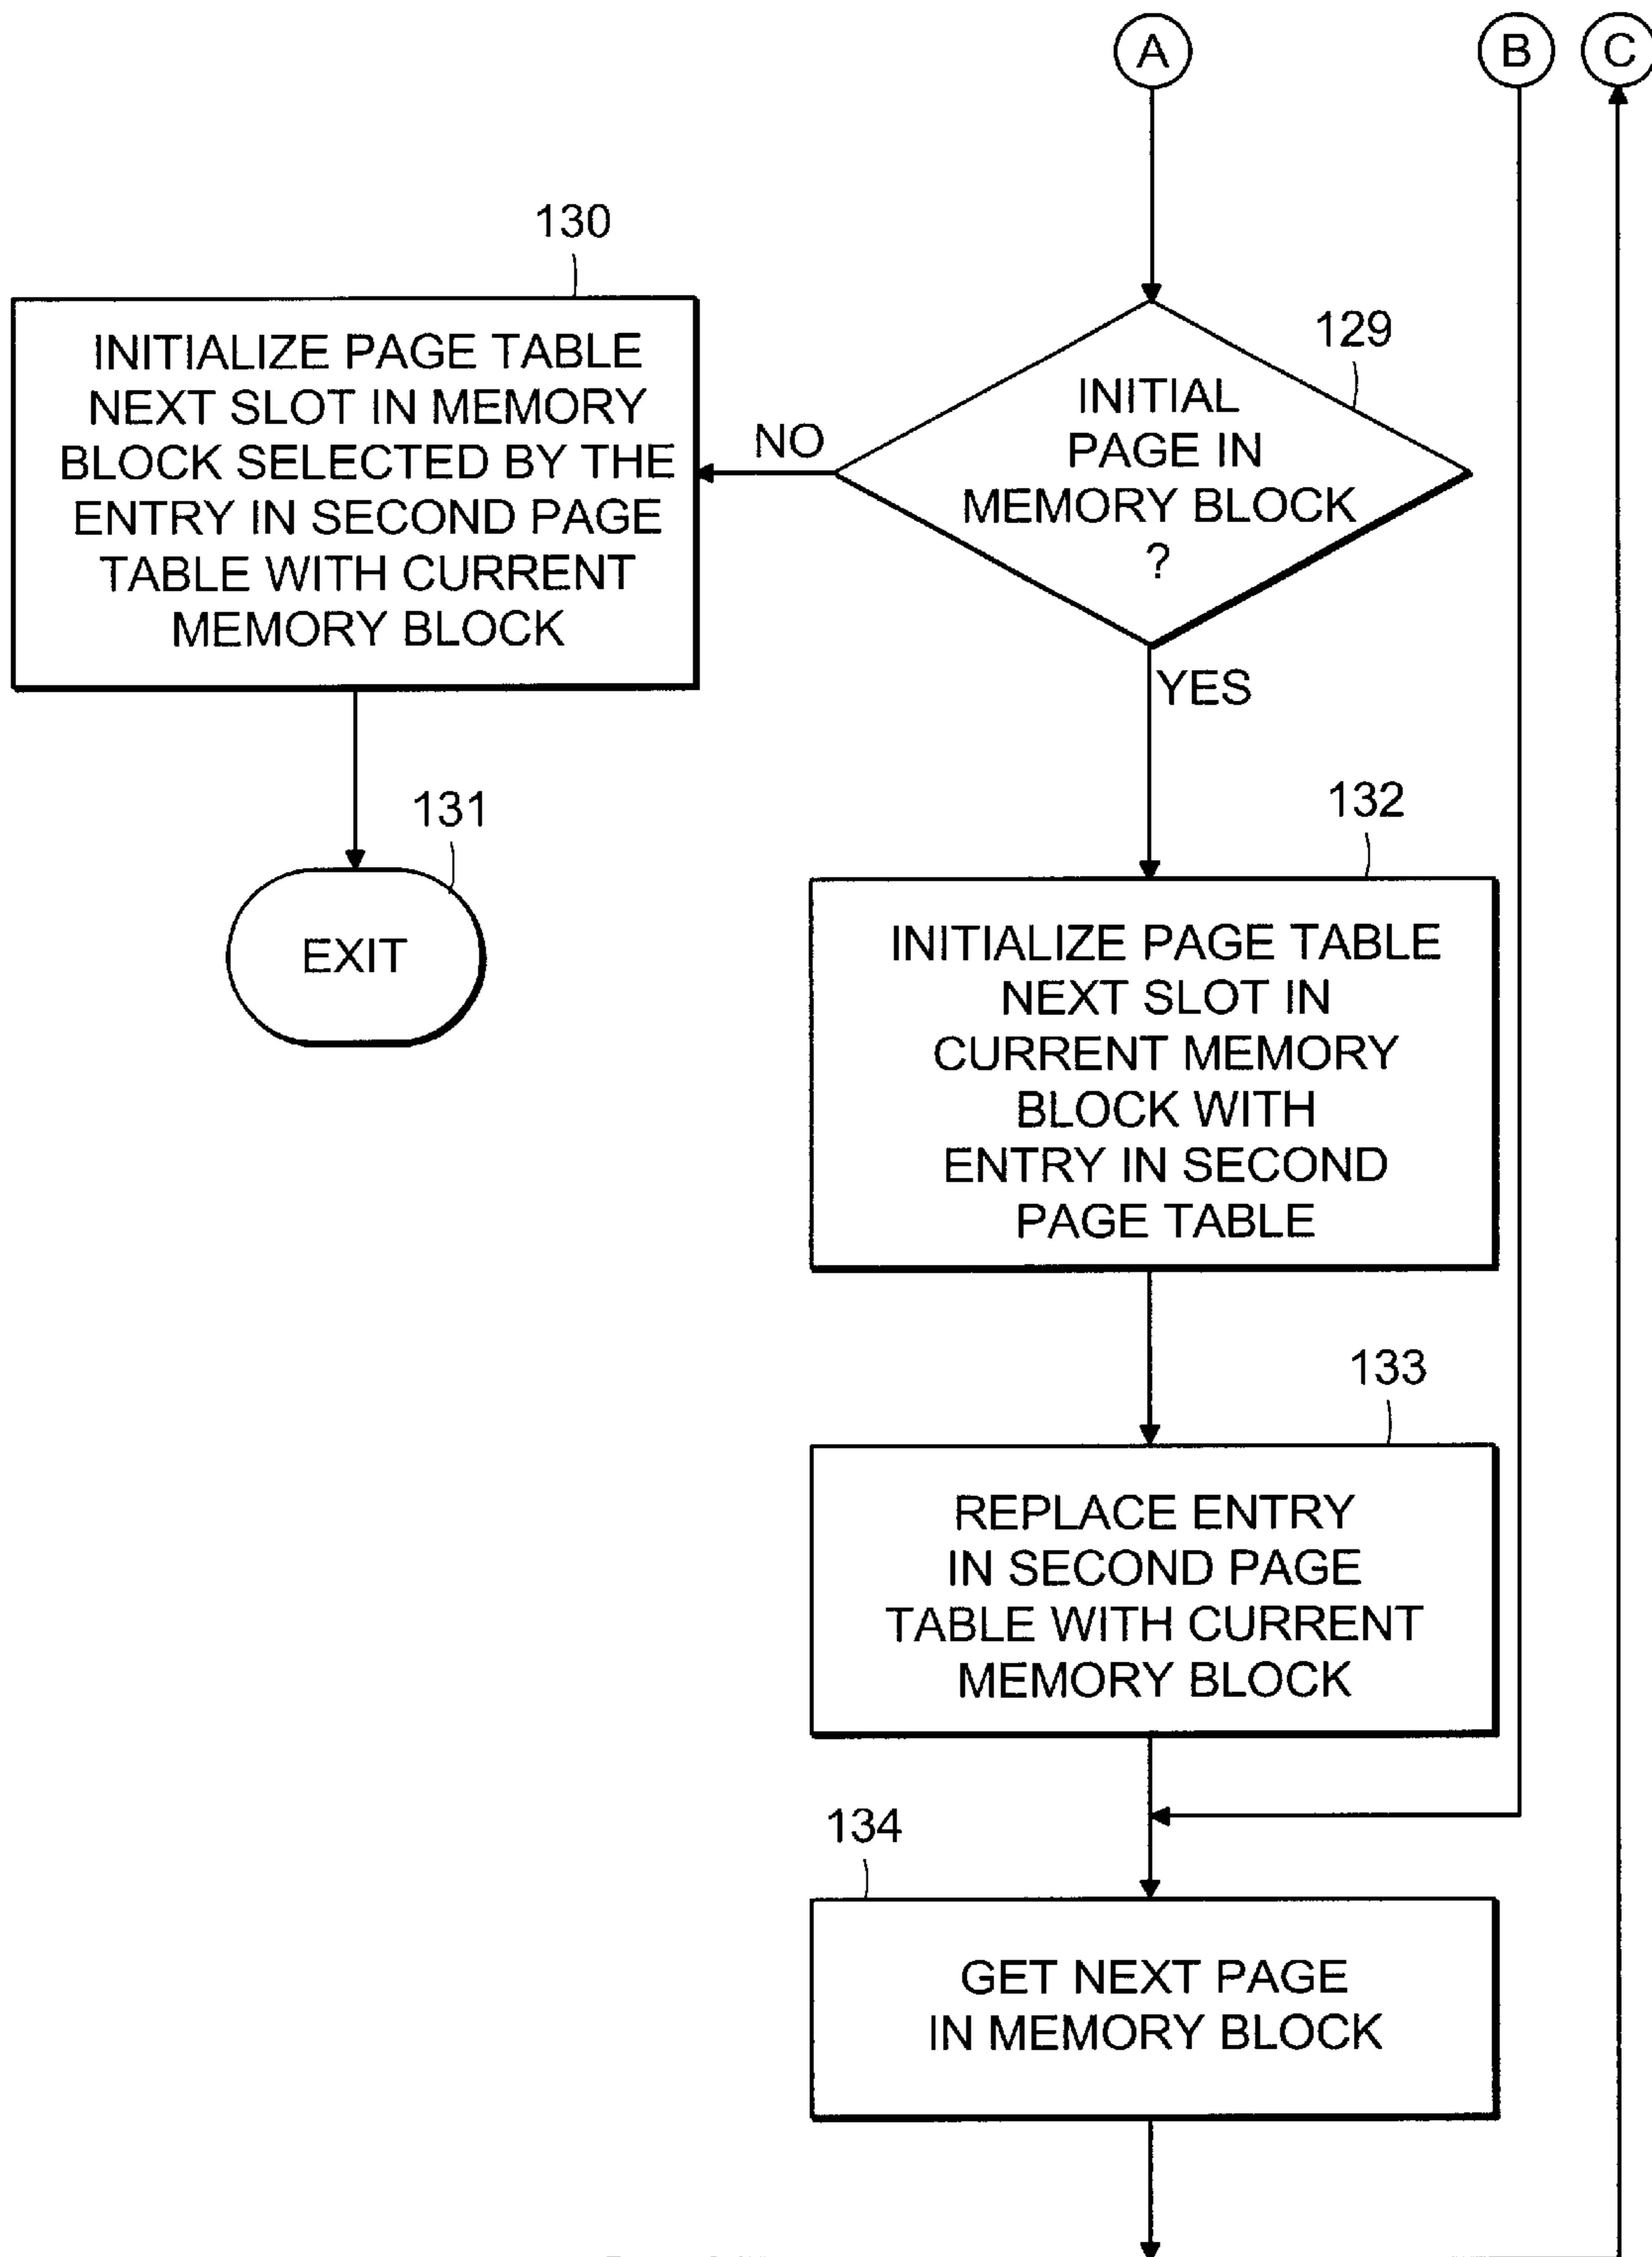 A
B
C
130
INITIALIZE PAGE TABLE
NEXT SLOT IN MEMORY
BLOCK SELECTED BY THE
ENTRY IN SECOND PAGE
TABLE WITH CURRENT
MEMORY BLOCK
NO
129
INITIAL
PAGE IN
MEMORY BLOCK
?
YES
131
EXIT
132
INITIALIZE PAGE TABLE
NEXT SLOT IN
CURRENT MEMORY
BLOCK WITH
ENTRY IN SECOND
PAGE TABLE
133
REPLACE ENTRY
IN SECOND PAGE
TABLE WITH CURRENT
MEMORY BLOCK
134
GET NEXT PAGE
IN MEMORY BLOCK